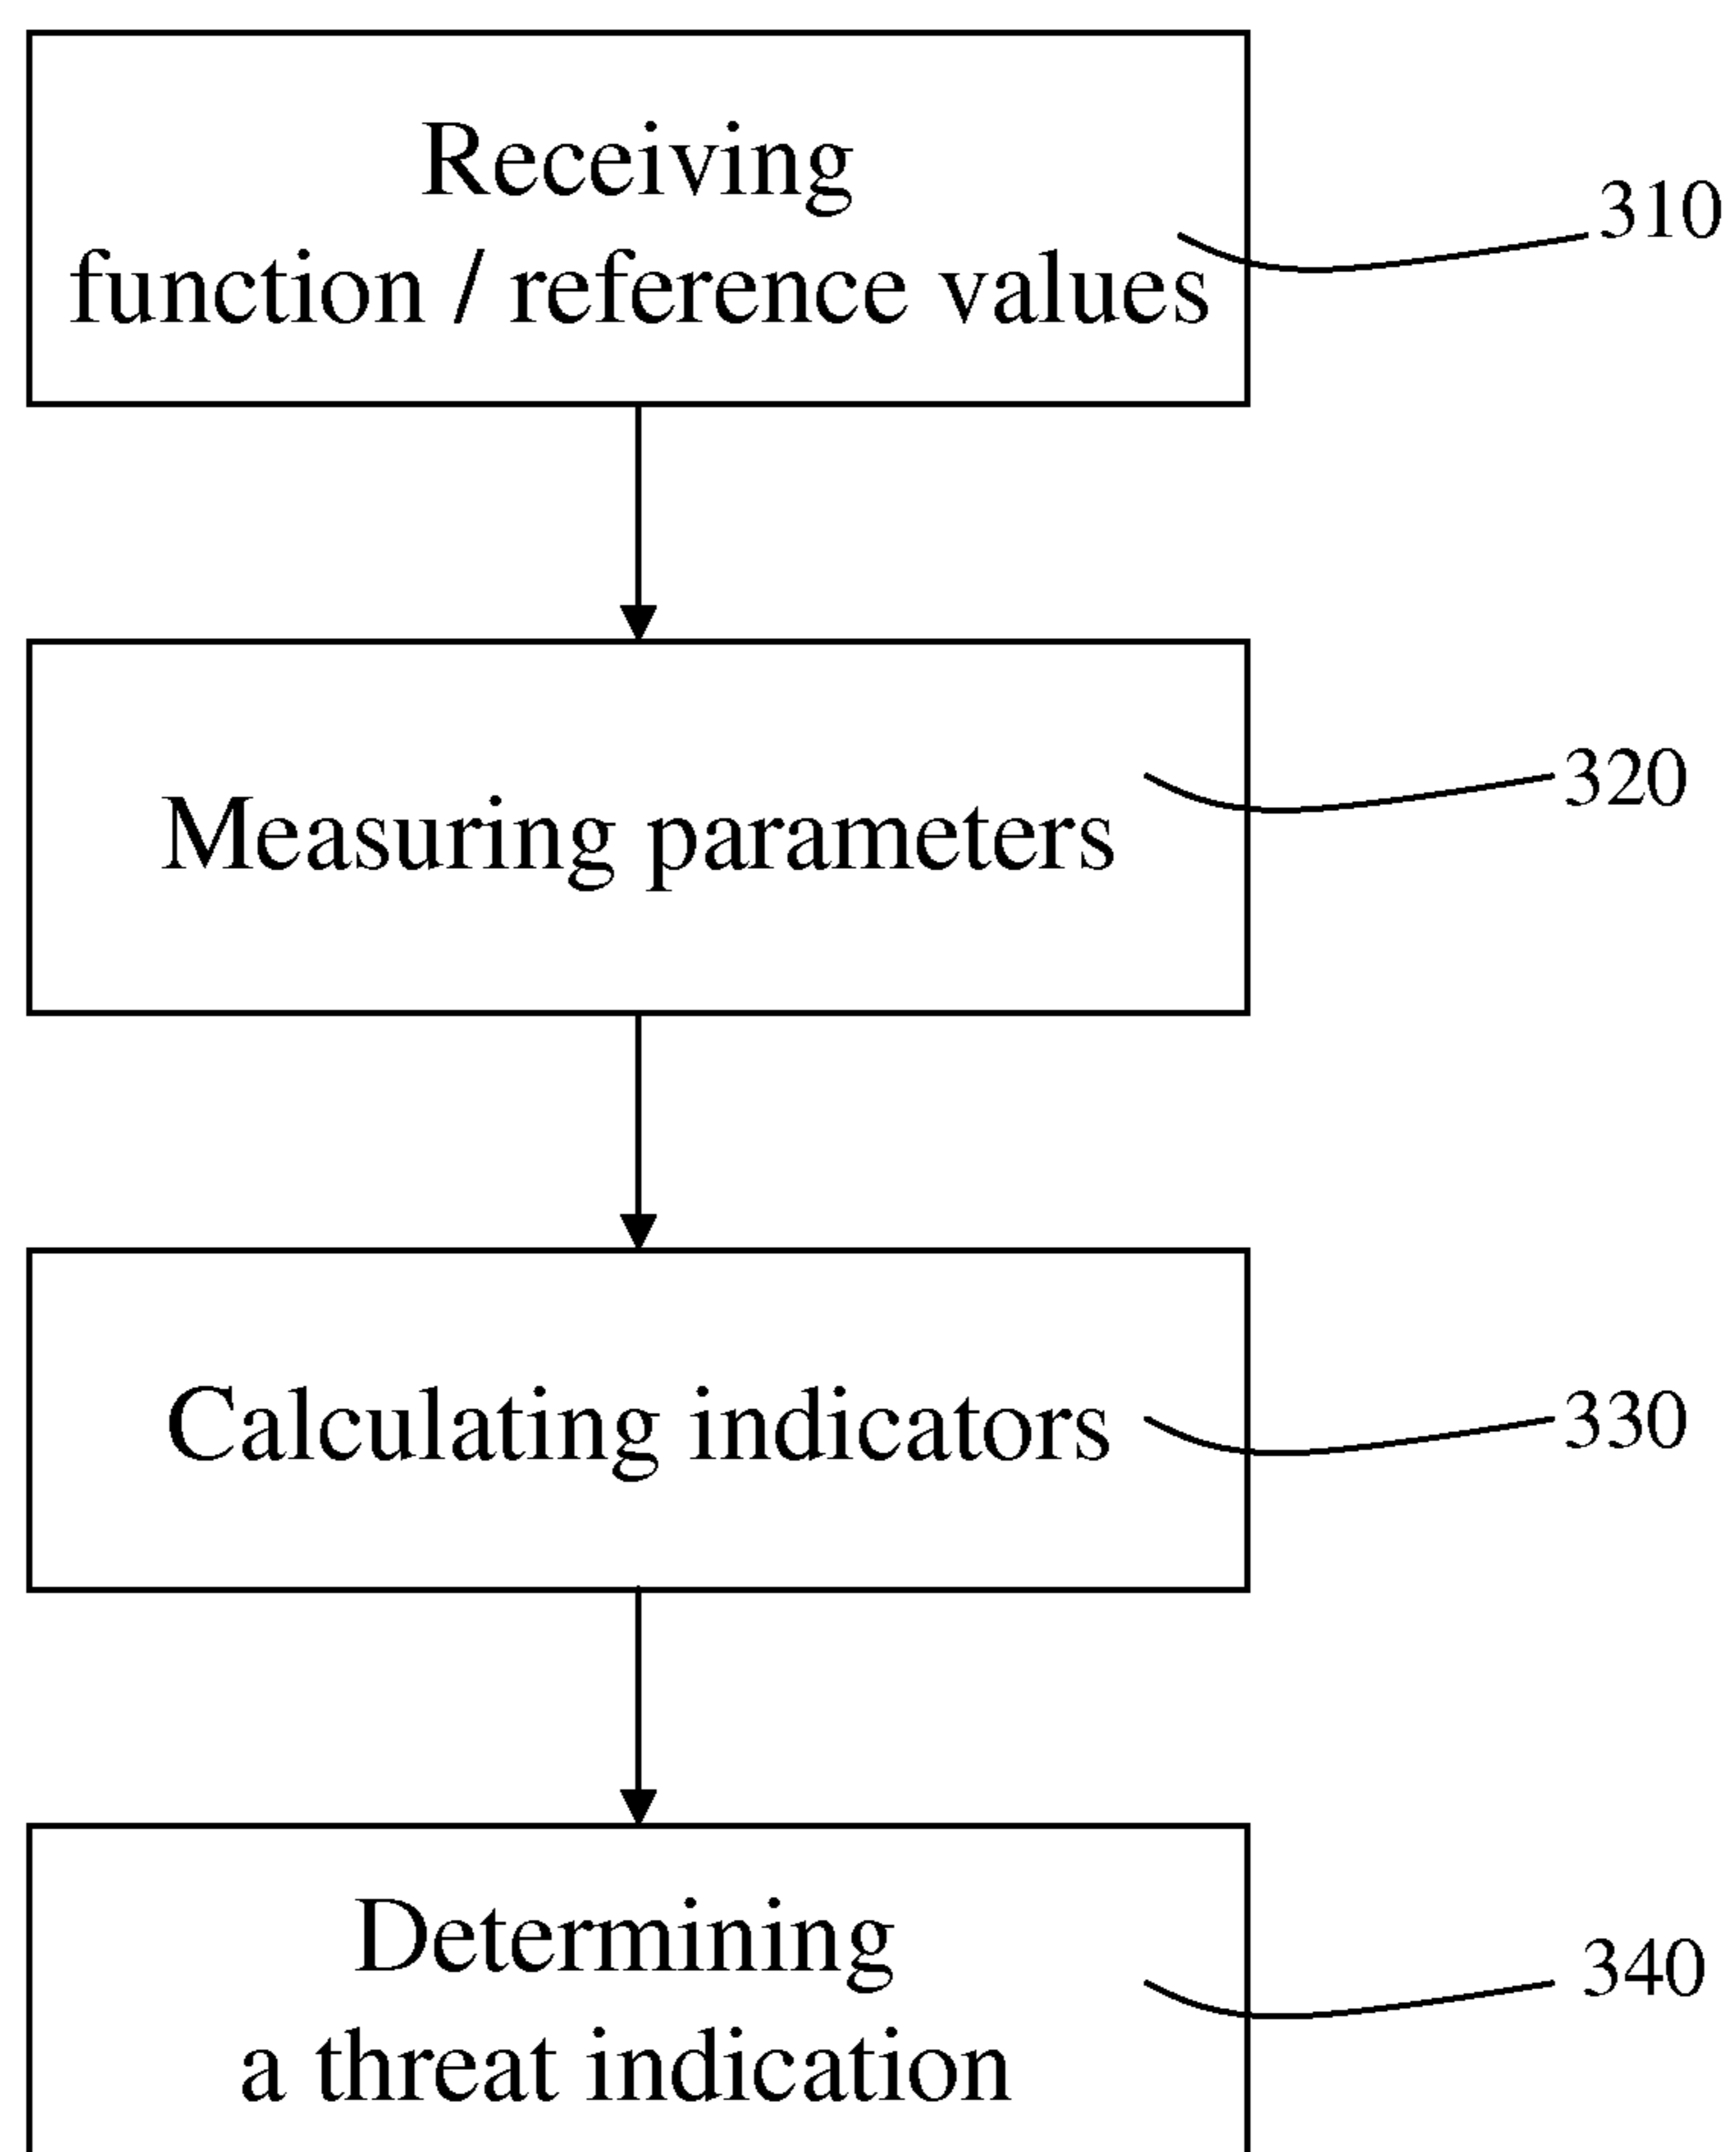 Receiving
function / reference values
310
Measuring parameters
320
Calculating indicators
330
Determining
a threat indication
340